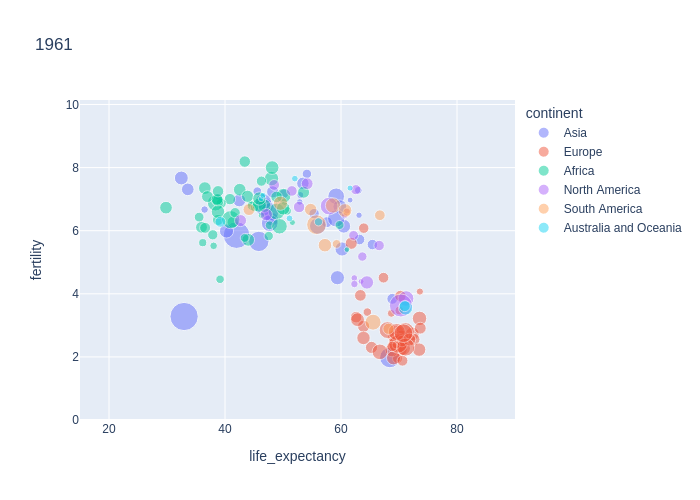 1961
continent
Asia
Europe
Africa
North America
South America
Australia and Oceania
fertility
10
8
6
4
2
0
20
40
60
80
life_expectancy